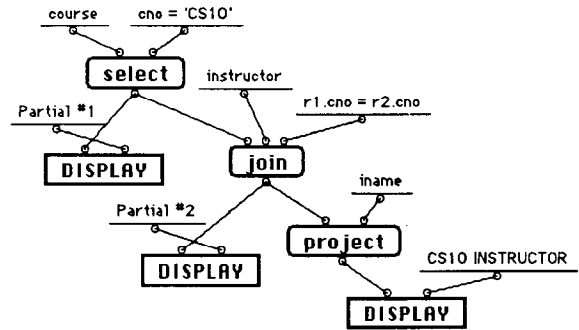 course
cno = 'CS10'
select
instructor
Partial #1
r1.cno = r2.cno
DISPLAY
join
iname
Partial #2
project
CS10 INSTRUCTOR
DISPLAY
DISPLAY